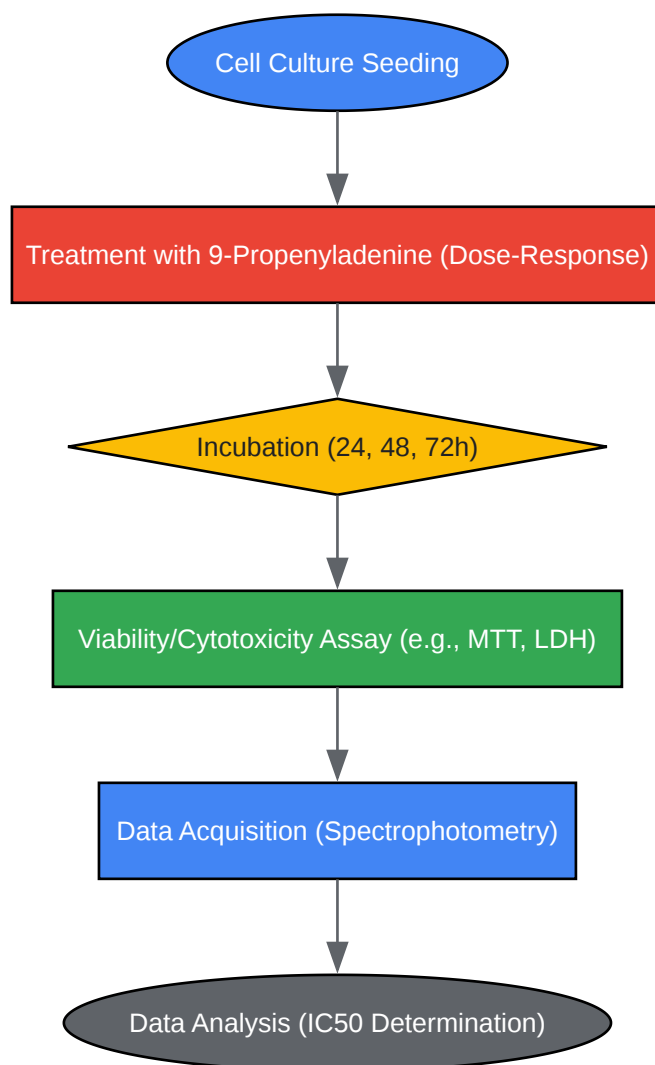 Cell Culture Seeding
Treatment with 9-Propenyladenine (Dose-Response)
Incubation (24, 48, 72h)
Viability/Cytotoxicity Assay (e.g., MTT, LDH)
Data Acquisition (Spectrophotometry)
Data Analysis (IC50 Determination)